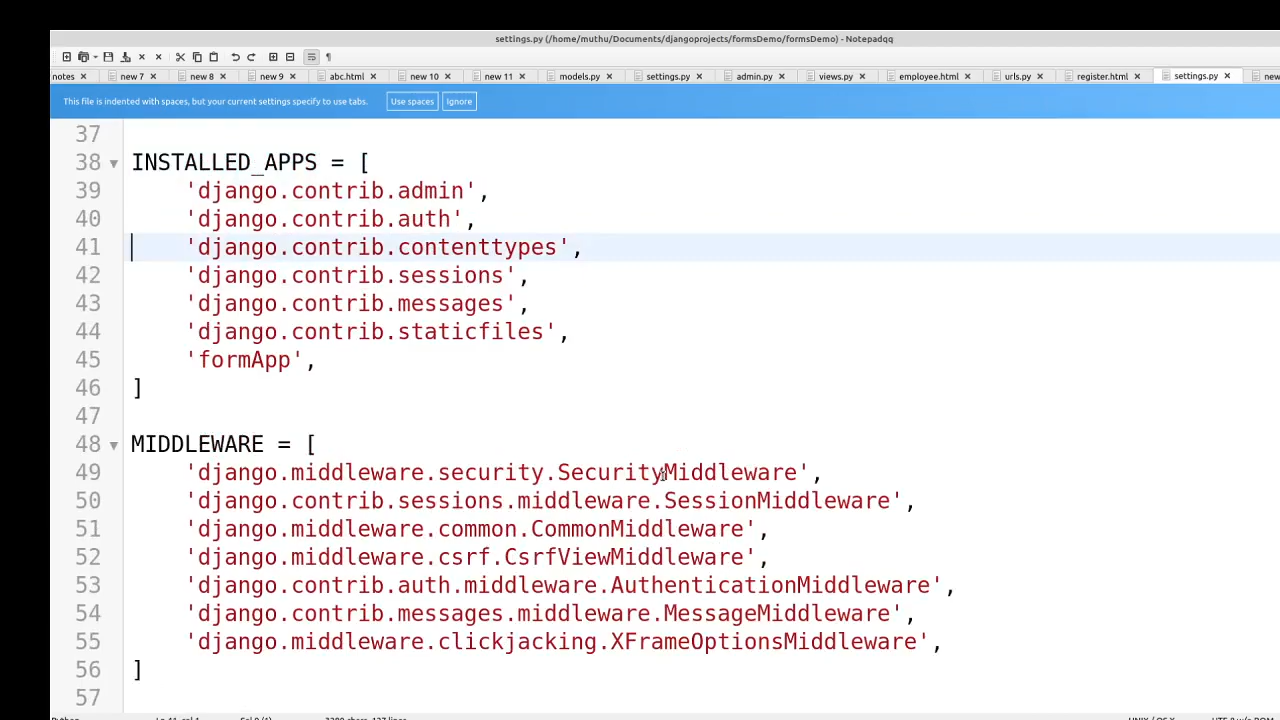 settings.py (/home/muthu/Documents/djangoprojects/formsDemo/formsDemo) - Notepadqq
notes new 7 new 8 new 9 abc.html new 10 new 11 models.py settings.py admin.py views.py employee.html urls.py register.html settings.py new
This file is indented with spaces, but your current settings specify to use tabs. Use spaces Ignore
37
38 INSTALLED_APPS = [
39 'django.contrib.admin',
40 'django.contrib.auth',
41 'django.contrib.contenttypes',
42 'django.contrib.sessions',
43 'django.contrib.messages',
44 'django.contrib.staticfiles',
45 'formApp',
46 ]
47
48 MIDDLEWARE = [
49 'django.middleware.security.SecurityMiddleware',
50 'django.contrib.sessions.middleware.SessionMiddleware',
51 'django.middleware.common.CommonMiddleware',
52 'django.middleware.csrf.CsrfViewMiddleware',
53 'django.contrib.auth.middleware.AuthenticationMiddleware',
54 'django.contrib.messages.middleware.MessageMiddleware',
55 'django.middleware.clickjacking.XFrameOptionsMiddleware',
56 ]
57